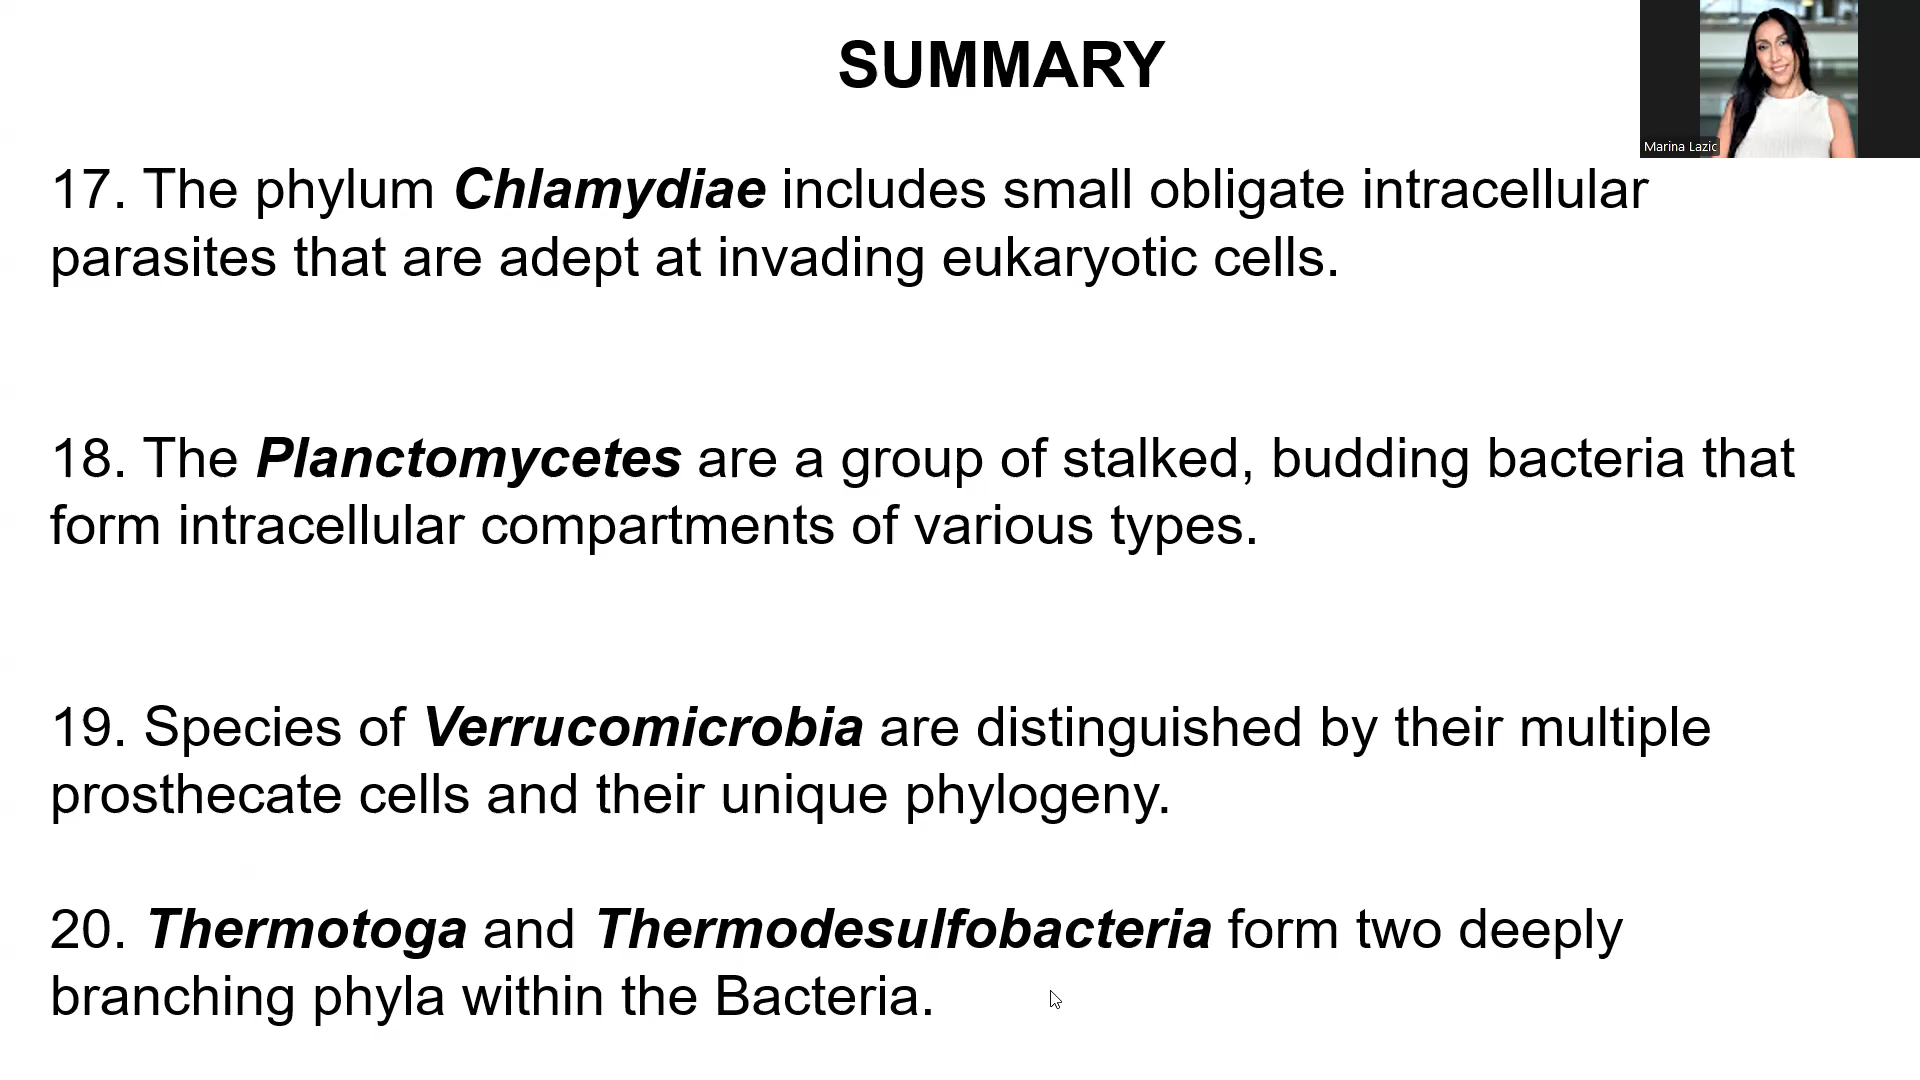 SUMMARY
Marina Lazic
17. The phylum Chlamydiae includes small obligate intracellular
parasites that are adept at invading eukaryotic cells.
18. The Planctomycetes are a group of stalked, budding bacteria that
form intracellular compartments of various types.
19. Species of Verrucomicrobia are distinguished by their multiple
prosthecate cells and their unique phylogeny.
20. Thermotoga and Thermodesulfobacteria form two deeply
branching phyla within the Bacteria.